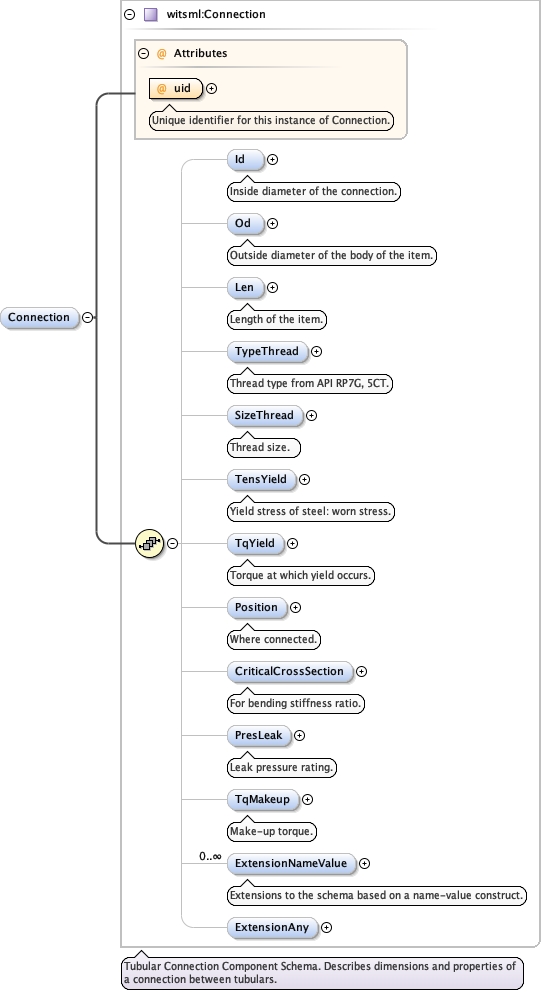 witsml:Connection
@ Attributes
@ uid
Unique identifier for this instance of Connection.
Id
Inside diameter of the connection.
Od
Outside diameter of the body of the item.
Len
Length of the item.
Connection
TypeThread
Thread type from API RP7G, 5CT.
SizeThread
Thread size.
TensYield
Yield stress of steel: worn stress.
TqYield
Torque at which yield occurs.
Position
Where connected.
CriticalCrossSection
For bending stiffness ratio.
PresLeak
Leak pressure rating.
TqMakeup
Make-up torque.
0..∞
ExtensionNameValue
Extensions to the schema based on a name-value construct.
ExtensionAny
Tubular Connection Component Schema. Describes dimensions and properties of
a connection between tubulars.